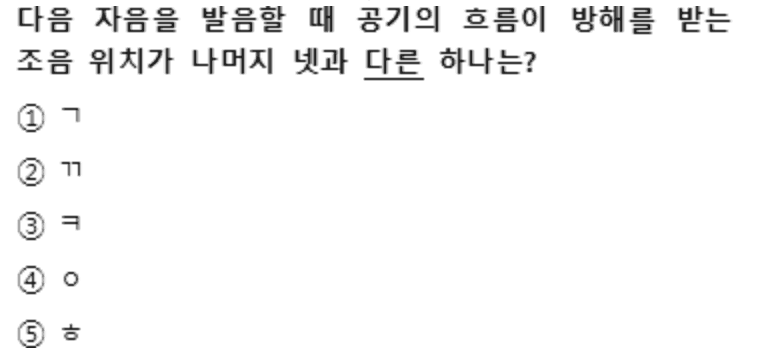 다음 자음을 발음할 때 공기의 흐름이 방해를 받는
조음 위치가 나머지 넷과 다른 하나는?
① ㄱ
② ㄲ
③ ㅋ
④ ㅇ
⑤ ㅎ